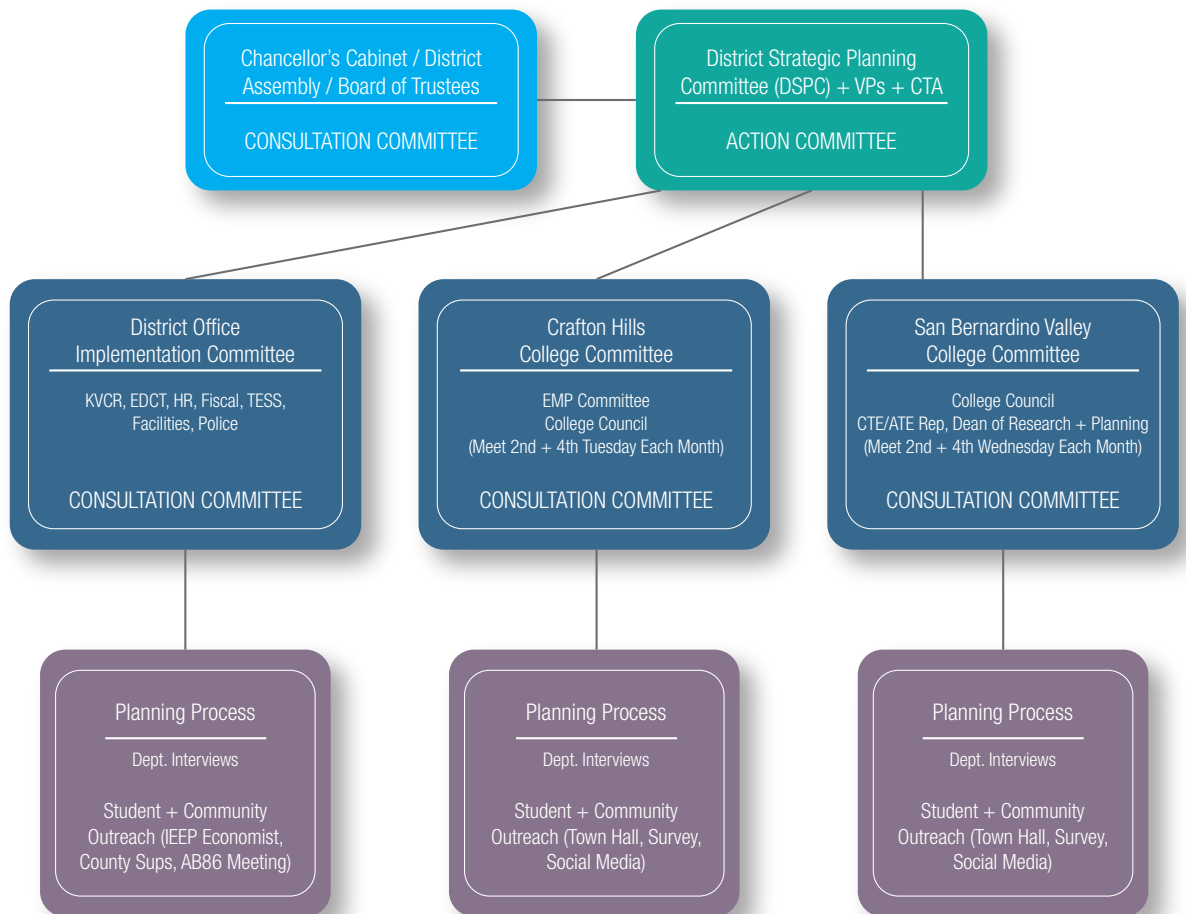 Chancellor’s Cabinet / District
Assembly / Board of Trustees
CONSULTATION COMMITTEE
District Strategic Planning
Committee (DSPC) + VPs + CTA
ACTION COMMITTEE
District Office
Implementation Committee
KVCR, EDCT, HR, Fiscal, TESS,
Facilities, Police
CONSULTATION COMMITTEE
Crafton Hills
College Committee
EMP Committee
College Council
(Meet 2nd + 4th Tuesday Each Month)
CONSULTATION COMMITTEE
San Bernardino Valley
College Committee
College Council
CTE/ATE Rep, Dean of Research + Planning
(Meet 2nd + 4th Wednesday Each Month)
CONSULTATION COMMITTEE
Planning Process
Dept. Interviews
Student + Community
Outreach (IEEP Economist,
County Sups, AB86 Meeting)
Planning Process
Dept. Interviews
Student + Community
Outreach (Town Hall, Survey,
Social Media)
Planning Process
Dept. Interviews
Student + Community
Outreach (Town Hall, Survey,
Social Media)